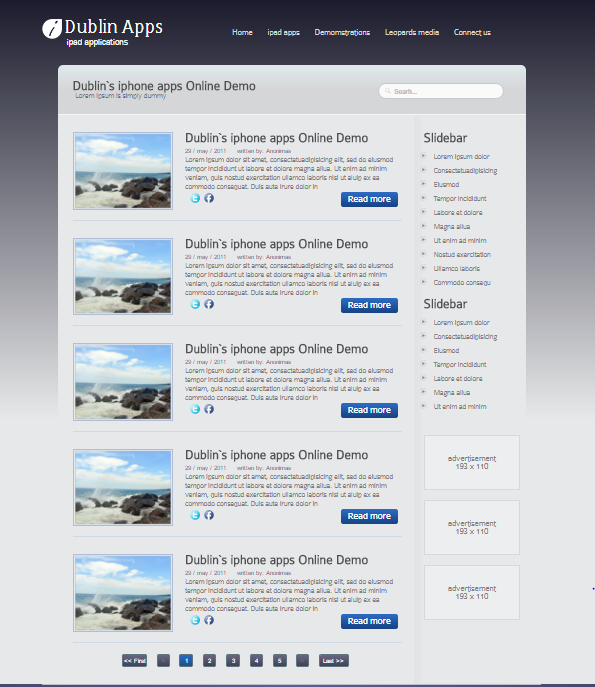 Dublin Apps
ipad applications
Home ipad apps Demomstrations Leopards media Connect us
Dublin`s iphone apps Online Demo
Lorem Ipsum is simply dummy
Search...
Dublin`s iphone apps Online Demo
29 / may / 2011 written by: Anonimas
Lorem ipsum dolor sit amet, consectetuadipisicing elit, sed do eiusmod
tempor incididunt ut labore et dolore magna aliua. Ut enim ad minim
veniam, quis nostud exercitation ullamco laboris nisl ut aluip ex ea
commodo conseguat. Duis aute irure dolor in
Read more
Dublin`s iphone apps Online Demo
29 / may / 2011 written by: Anonimas
Lorem ipsum dolor sit amet, consectetuadipisicing elit, sed do eiusmod
tempor incididunt ut labore et dolore magna aliua. Ut enim ad minim
veniam, quis nostud exercitation ullamco laboris nisl ut aluip ex ea
commodo conseguat. Duis aute irure dolor in
Read more
Dublin`s iphone apps Online Demo
29 / may / 2011 written by: Anonimas
Lorem ipsum dolor sit amet, consectetuadipisicing elit, sed do eiusmod
tempor incididunt ut labore et dolore magna aliua. Ut enim ad minim
veniam, quis nostud exercitation ullamco laboris nisl ut aluip ex ea
commodo conseguat. Duis aute irure dolor in
Read more
Dublin`s iphone apps Online Demo
29 / may / 2011 written by: Anonimas
Lorem ipsum dolor sit amet, consectetuadipisicing elit, sed do eiusmod
tempor incididunt ut labore et dolore magna aliua. Ut enim ad minim
veniam, quis nostud exercitation ullamco laboris nisl ut aluip ex ea
commodo conseguat. Duis aute irure dolor in
Read more
Dublin`s iphone apps Online Demo
29 / may / 2011 written by: Anonimas
Lorem ipsum dolor sit amet, consectetuadipisicing elit, sed do eiusmod
tempor incididunt ut labore et dolore magna aliua. Ut enim ad minim
veniam, quis nostud exercitation ullamco laboris nisl ut aluip ex ea
commodo conseguat. Duis aute irure dolor in
Read more
<< First 1 2 3 4 5 Last >>
Slidebar
Lorem ipsum dolor
Consectetuadipisicing
Eiusmod
Tempor incididunt
Labore et dolore
Magna aliua
Ut enim ad minim
Nostud exercitation
Ullamco laboris
Commodo consegu
Slidebar
Lorem ipsum dolor
Consectetuadipisicing
Eiusmod
Tempor incididunt
Labore et dolore
Magna aliua
Ut enim ad minim
advertisement
193 x 110
advertisement
193 x 110
advertisement
193 x 110